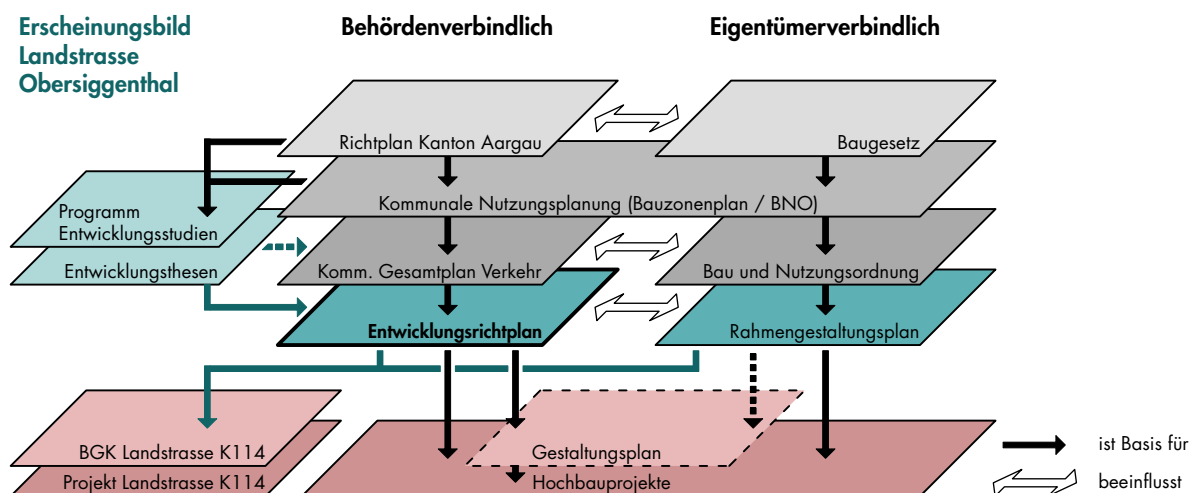 Erscheinungsbild
Landstrasse
Obersiggenthal
Behördenverbindlich
Eigentümerverbindlich
Richtplan Kanton Aargau
Baugesetz
Kommunale Nutzungsplanung (Bauzonenplan / BNO)
Programm
Entwicklungsstudien
Entwicklungsthesen
Komm. Gesamtplan Verkehr
Bau und Nutzungsordnung
Entwicklungsrichtplan
Rahmengestaltungsplan
BGK Landstrasse K114
Projekt Landstrasse K114
Gestaltungsplan
Hochbauprojekte
ist Basis für
beeinflusst